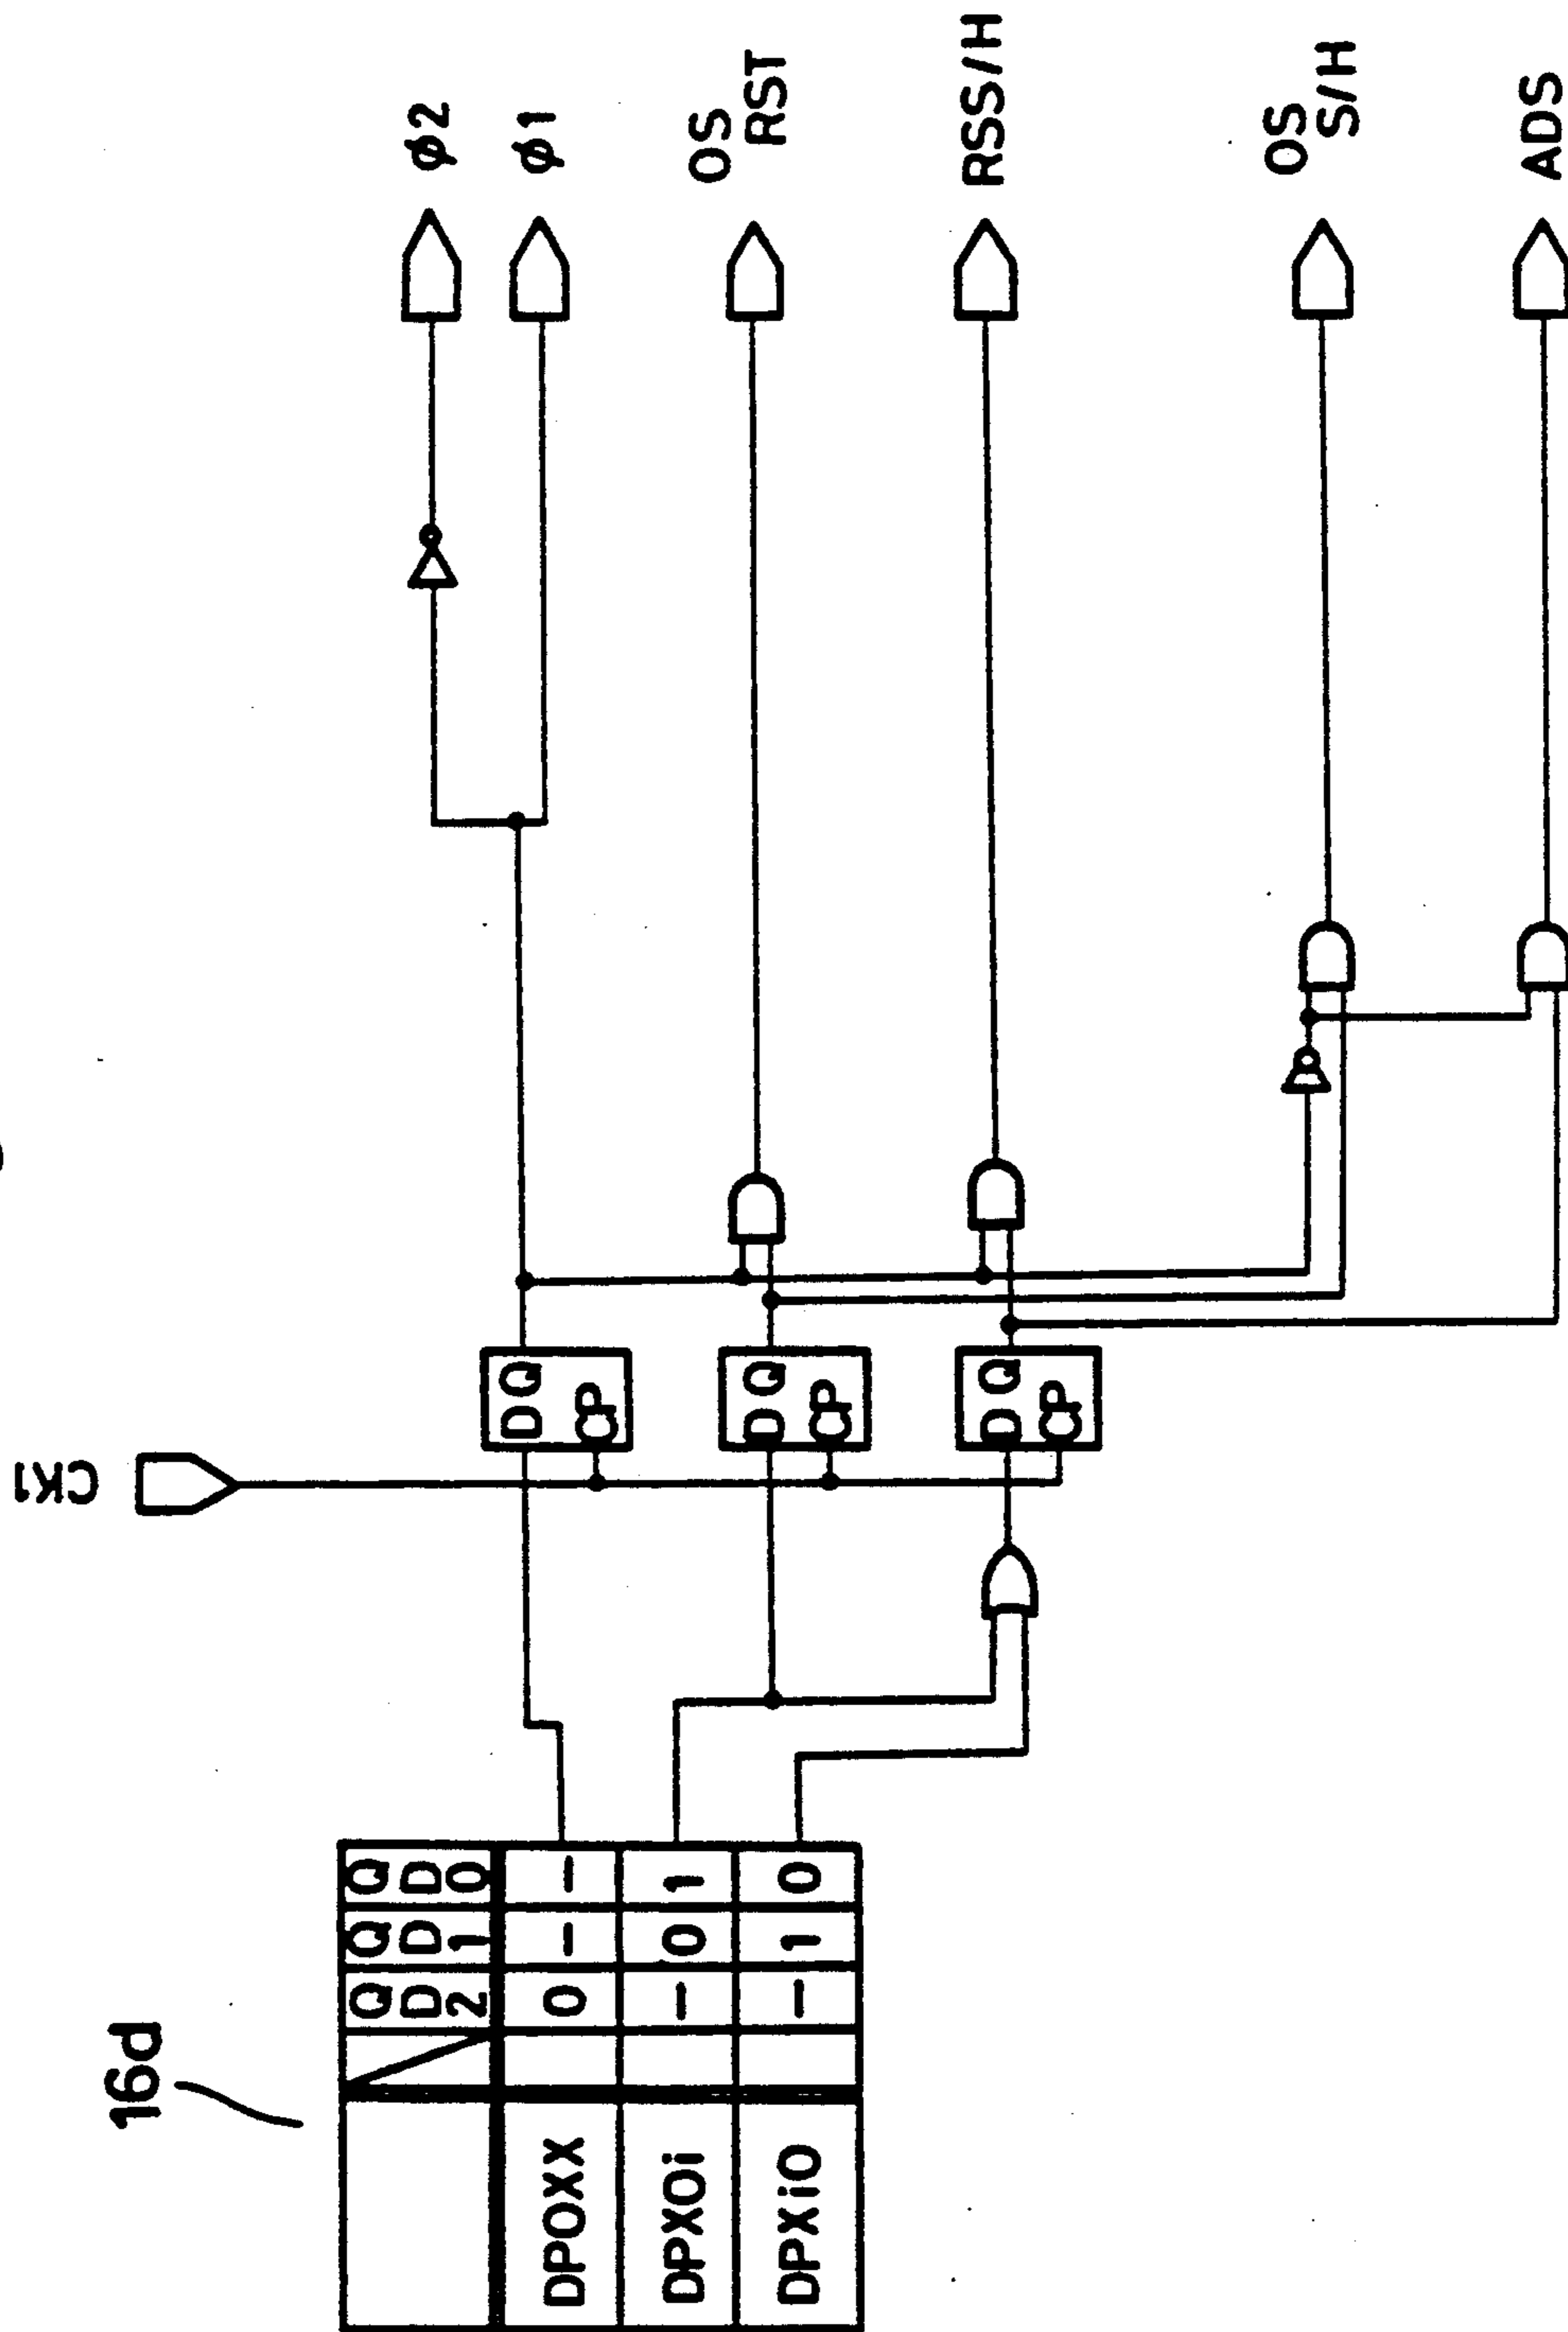 16d
QD2 QD1 QD0
DPOXX 0 - -
DPXOi - 0 1
DPXiO - 1 0
CK1
D Q
CP
D Q
CP
D Q
CP
φ2
φ1
OS RST
RSS/H
OS S/H
ADS